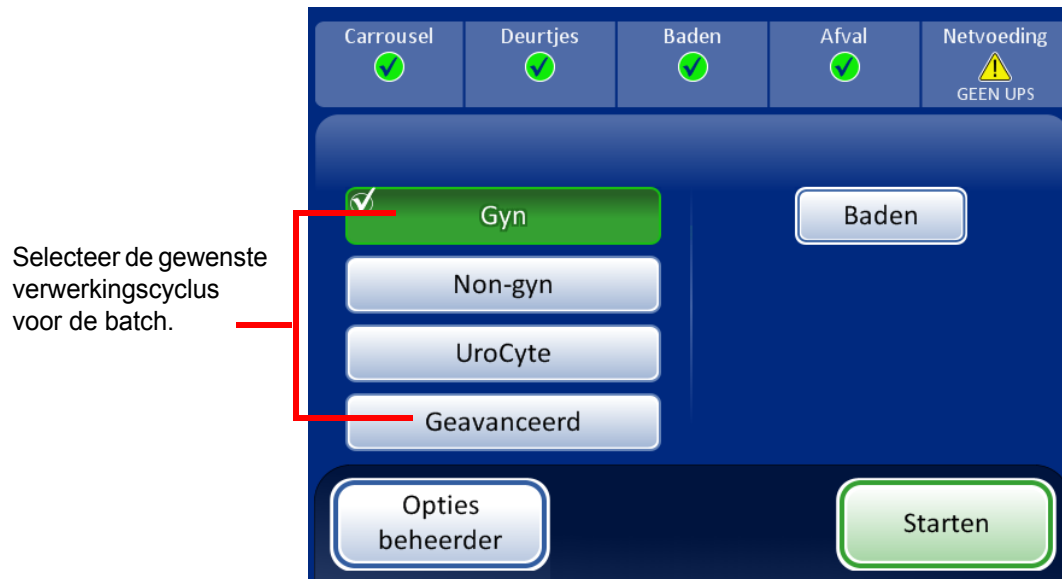 Carrousel
Deurtjes
Baden
Afval
Netvoeding
GEEN UPS
Selecteer de gewenste
verwerkingscyclus
voor de batch.
Gyn
Baden
Non-gyn
UroCyte
Geavanceerd
Opties
beheerder
Starten